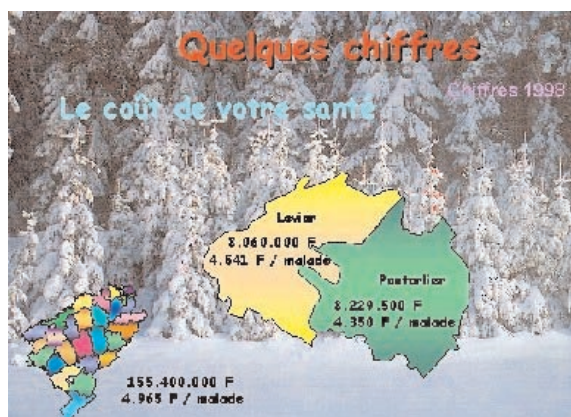 Quelques chiffres
Chiffres 1998
Le coût de votre santé
Levier
8.060.000 F
4.641 F / malade
Pontarlier
8.229.500 F
4.350 F / malade
155.400.000 F
4.965 F / malade